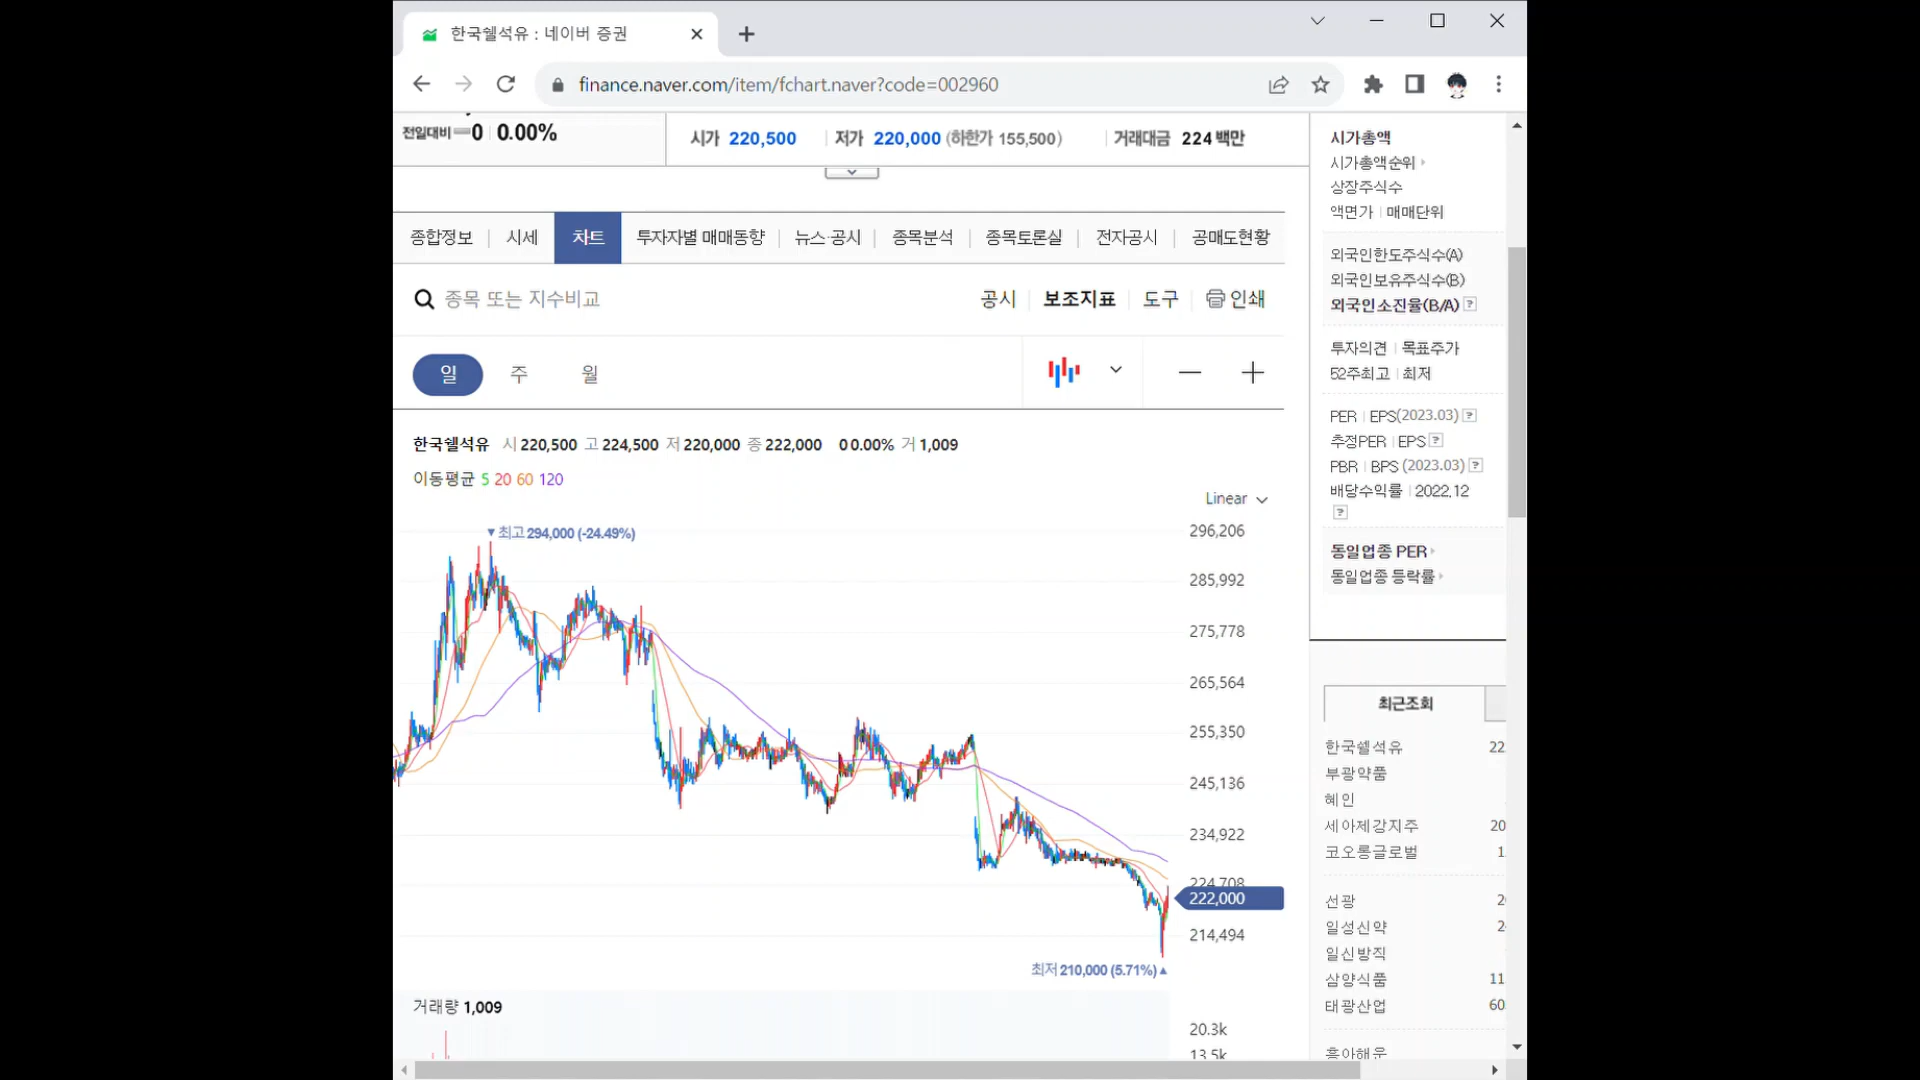 한국쉘석유 : 네이버 증권
finance.naver.com/item/fchart.naver?code=002960
전일대비 0 0.00%
시가 220,500 저가 220,000 (하한가 155,500) 거래대금 224 백만
종합정보 시세 차트 투자자별 매매동향 뉴스·공시 종목분석 종목토론실 전자공시 공매도현황
종목 또는 지수비교 공시 보조지표 도구 인쇄
일 주 월
한국쉘석유 시 220,500 고 224,500 저 220,000 종 222,000 0 0.00% 거 1,009
이동평균 5 20 60 120
Linear
▼최고 294,000 (-24.49%)
296,206
285,992
275,778
265,564
255,350
245,136
234,922
224,708
222,000
214,494
최저 210,000 (5.71%)▲
거래량 1,009
20.3k
13.5k
시가총액
시가총액순위
상장주식수
액면가 매매단위
외국인한도주식수(A)
외국인보유주식수(B)
외국인소진율(B/A) ?
투자의견 목표주가
52주최고 최저
PER EPS(2023.03) ?
추정PER EPS ?
PBR BPS (2023.03) ?
배당수익률 2022.12
?
동일업종 PER
동일업종 등락률
최근조회
한국쉘석유 22
부광약품
혜인
세아제강지주 20
코오롱글로벌 1
선광 2
일성신약 2
일신방직
삼양식품 11
태광산업 60
흥아해운